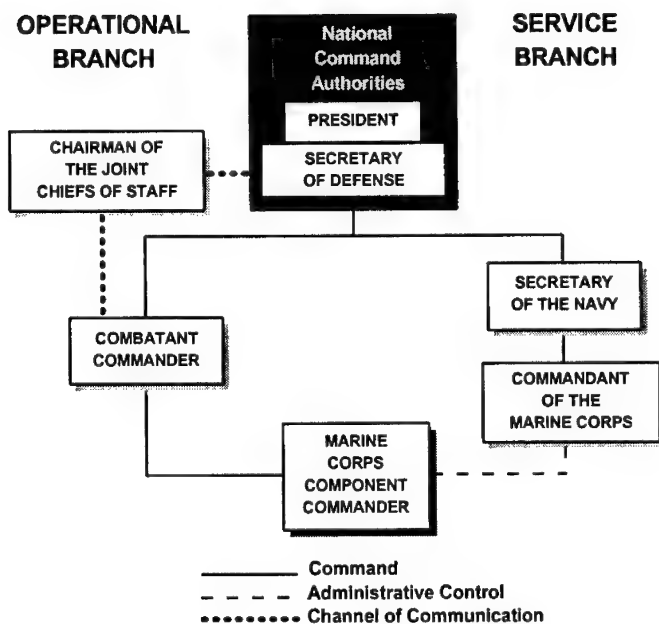 OPERATIONAL
BRANCH
National
Command
Authorities
PRESIDENT
SECRETARY
OF DEFENSE
SERVICE
BRANCH
CHAIRMAN OF
THE JOINT
CHIEFS OF STAFF
COMBATANT
COMMANDER
SECRETARY
OF THE NAVY
COMMANDANT
OF THE
MARINE CORPS
MARINE
CORPS
COMPONENT
COMMANDER
Command
Administrative Control
Channel of Communication